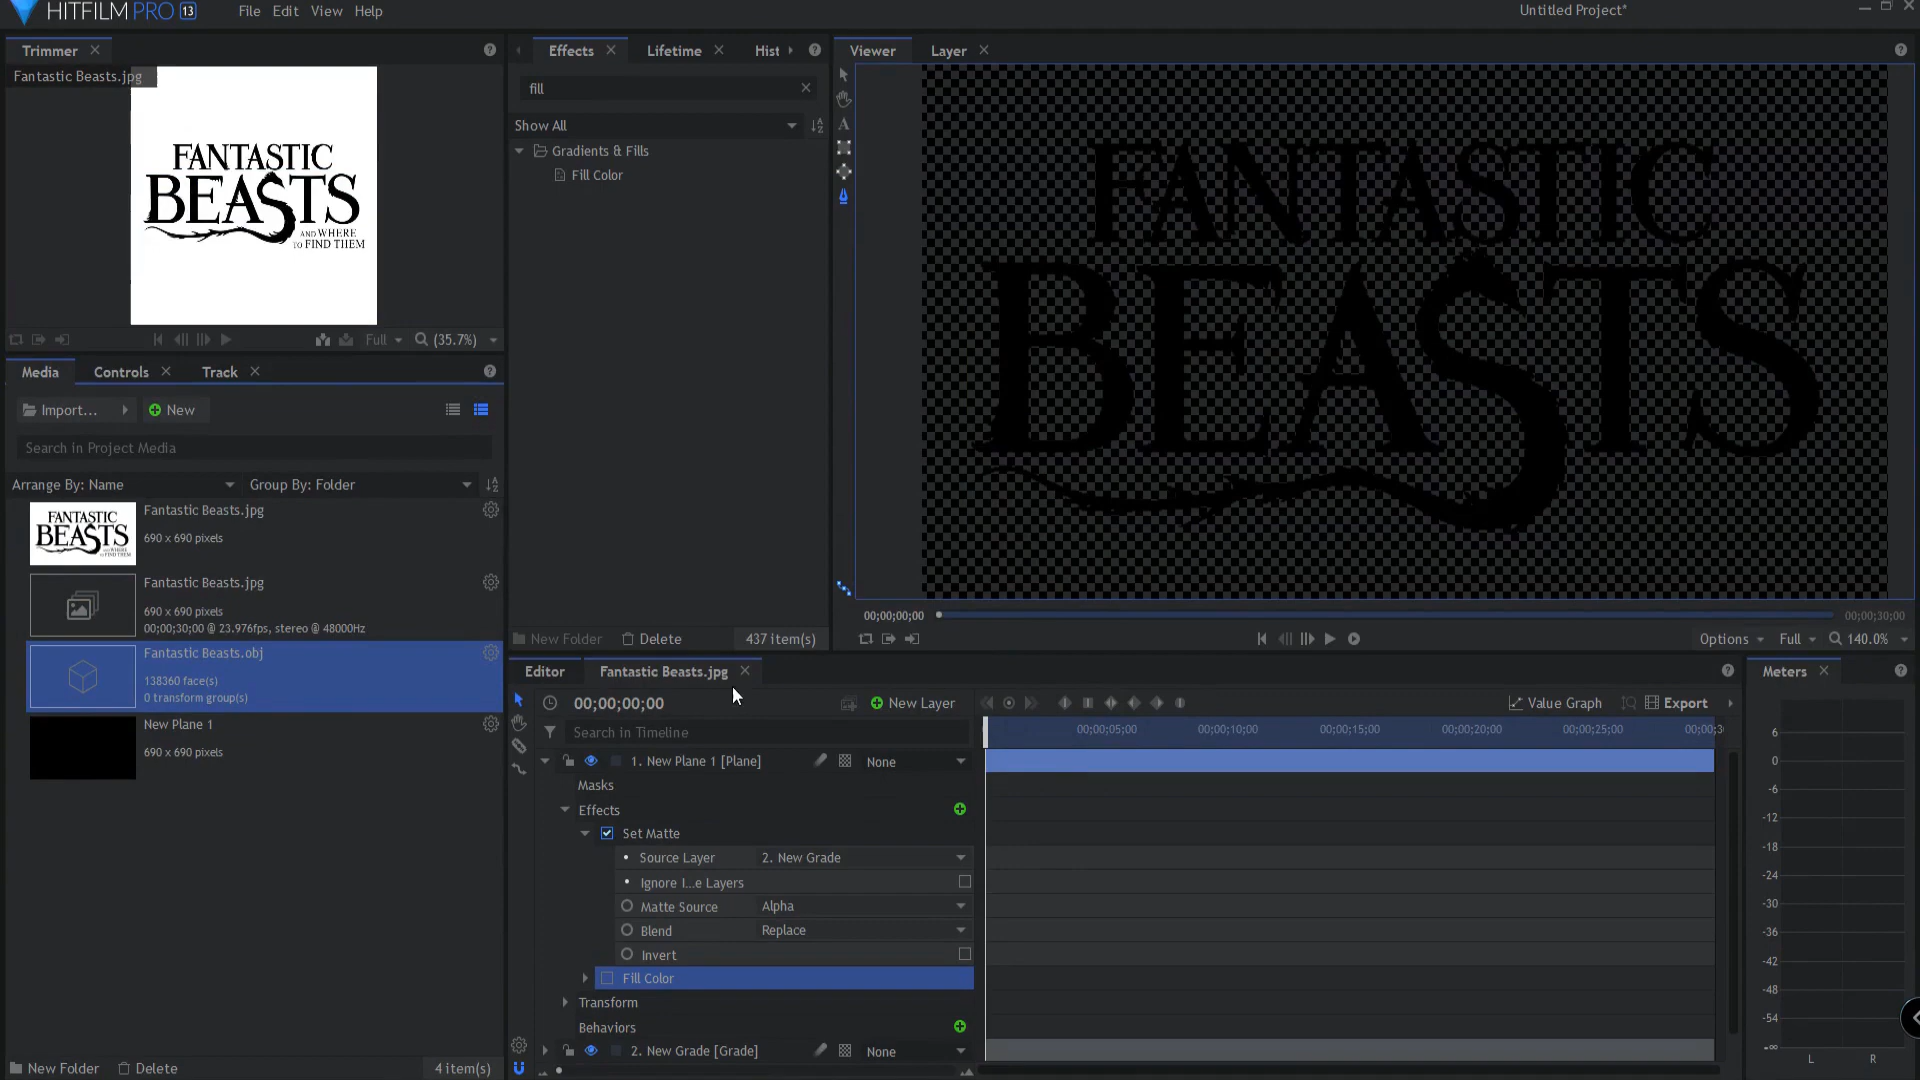 HITFILM PRO 13
File Edit View Help
Untitled Project*
Trimmer
Fantastic Beasts.jpg
FANTASTIC
BEASTS
AND WHERE
TO FIND THEM
Full (35.7%)
Effects Lifetime Hist
fill
Show All
Gradients & Fills
Fill Color
New Folder Delete 437 item(s)
Viewer Layer
FANTASTIC
BEASTS
00;00;00;00 00;00;30;00
Options Full 140.0%
Media Controls Track
Import... New
Search in Project Media
Arrange By: Name Group By: Folder
FANTASTIC
BEASTS
Fantastic Beasts.jpg
690 x 690 pixels
Fantastic Beasts.jpg
690 x 690 pixels
00;00;30;00 @ 23.976fps, stereo @ 48000Hz
Fantastic Beasts.obj
138360 face(s)
0 transform group(s)
New Plane 1
690 x 690 pixels
New Folder Delete 4 item(s)
Editor Fantastic Beasts.jpg
00;00;00;00 New Layer Value Graph Export
Search in Timeline
00;00;05;00 00;00;10;00 00;00;15;00 00;00;20;00 00;00;25;00 00;00;3
1. New Plane 1 [Plane] None
Masks
Effects
Set Matte
Source Layer 2. New Grade
Ignore I...e Layers
Matte Source Alpha
Blend Replace
Invert
Fill Color
Transform
Behaviors
2. New Grade [Grade] None
Meters
6
0
-6
-12
-18
-24
-30
-36
-42
-48
-54
-∞
L R